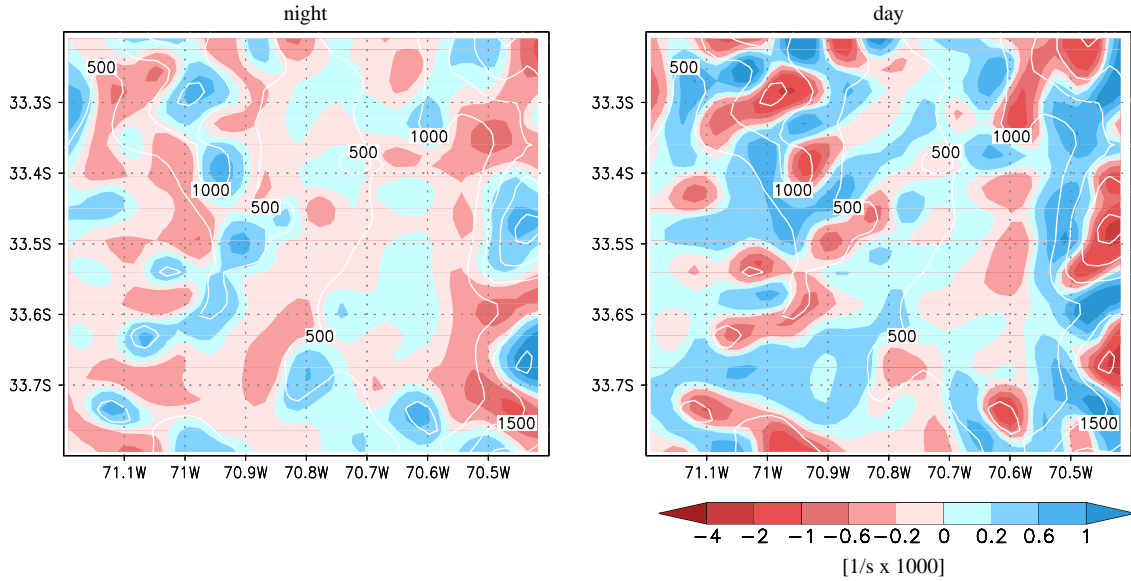 night
day
500
500
33.3S
33.3S
1000
1000
500
500
33.4S
33.4S
1000
1000
500
500
33.5S
33.5S
33.6S
33.6S
500
500
33.7S
33.7S
1500
1500
71.1W 71W 70.9W 70.8W 70.7W 70.6W 70.5W
71.1W 71W 70.9W 70.8W 70.7W 70.6W 70.5W
-4 -2 -1 -0.6 -0.2 0 0.2 0.6 1
[1/s x 1000]